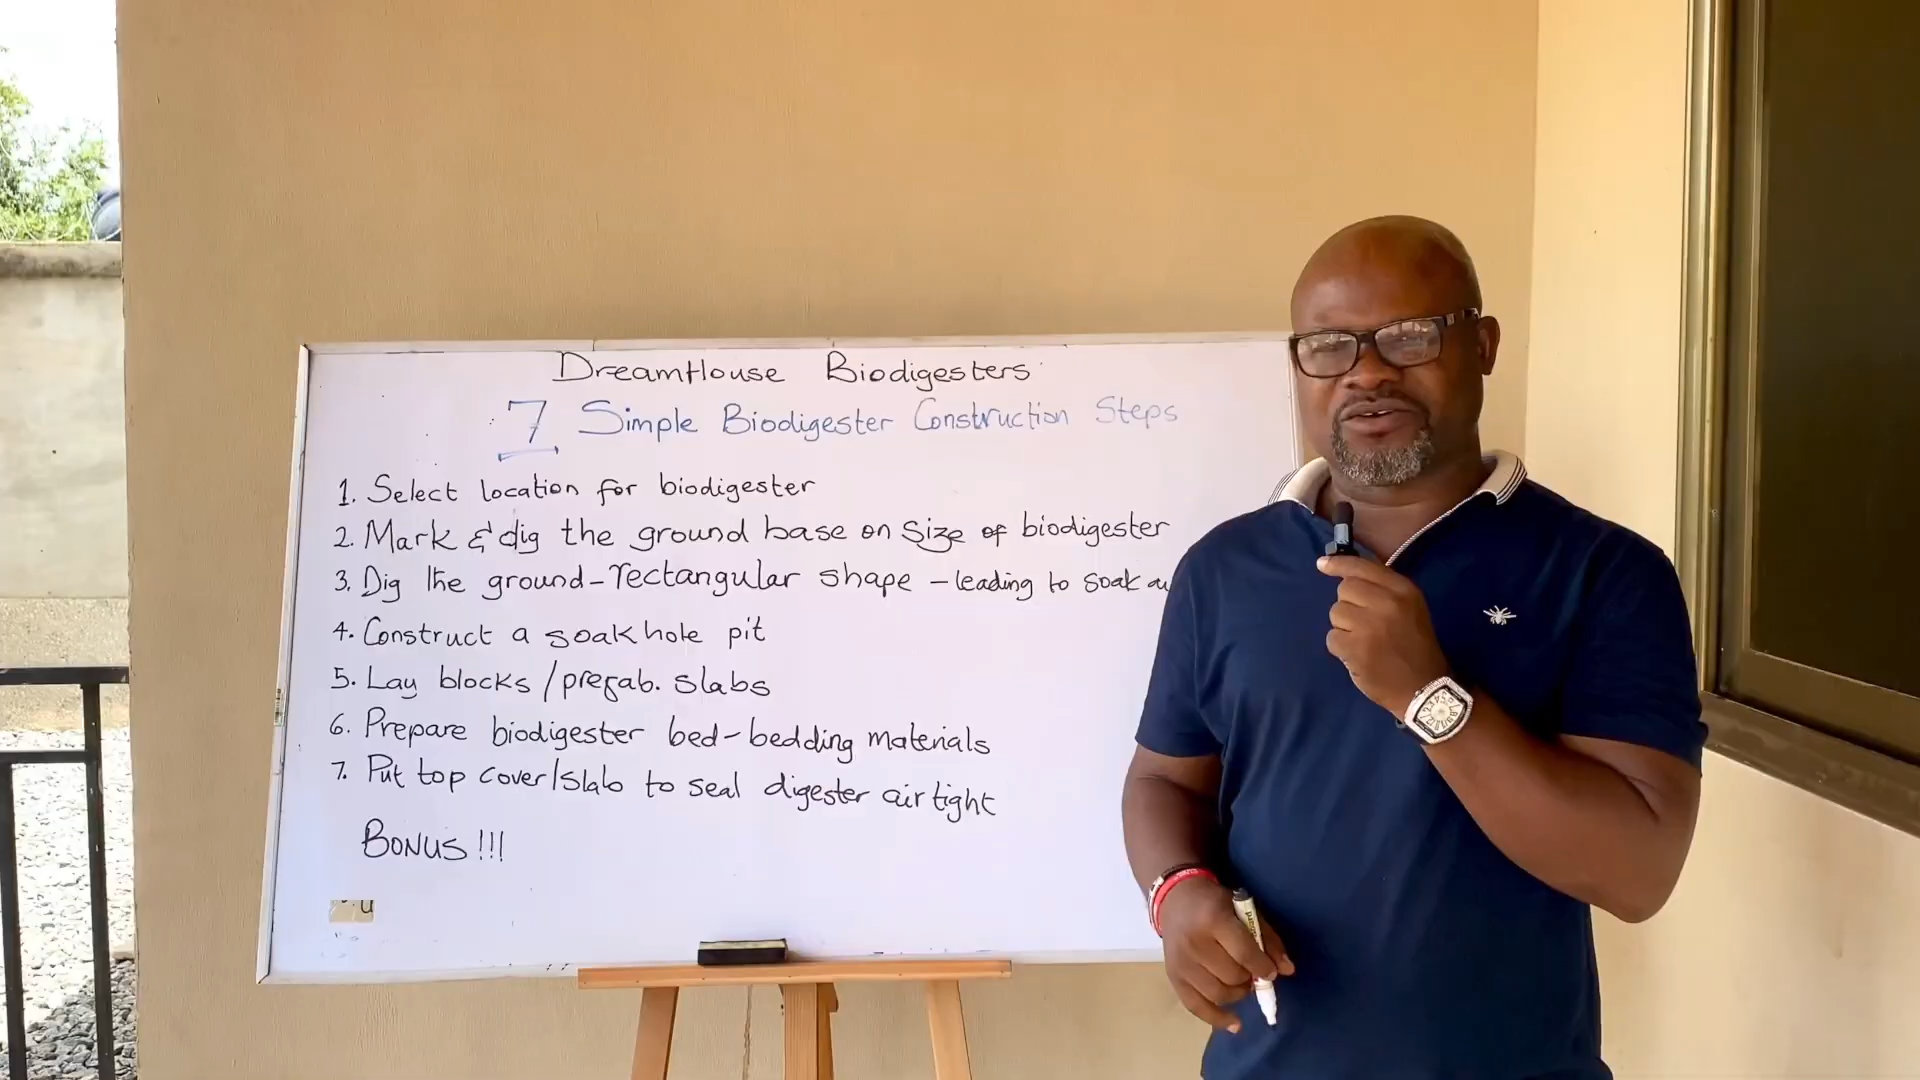 DreamHouse Biodigesters
7 Simple Biodigester Construction Steps
1. Select location for biodigester
2. Mark & dig the ground base on size of biodigester
3. Dig the ground-rectangular shape - leading to soak
4. Construct a soakhole pit
5. Lay blocks/prefab. slabs
6. Prepare biodigester bed-bedding materials
7. Put top cover/slab to seal digester air tight
BONUS!!!